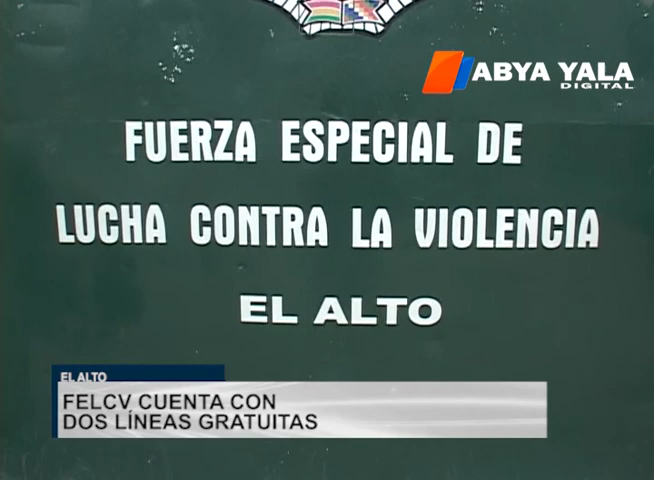 ABYA YALA
DIGITAL
FUERZA ESPECIAL DE
LUCHA CONTRA LA VIOLENCIA
EL ALTO
EL ALTO
FELCV CUENTA CON
DOS LÍNEAS GRATUITAS